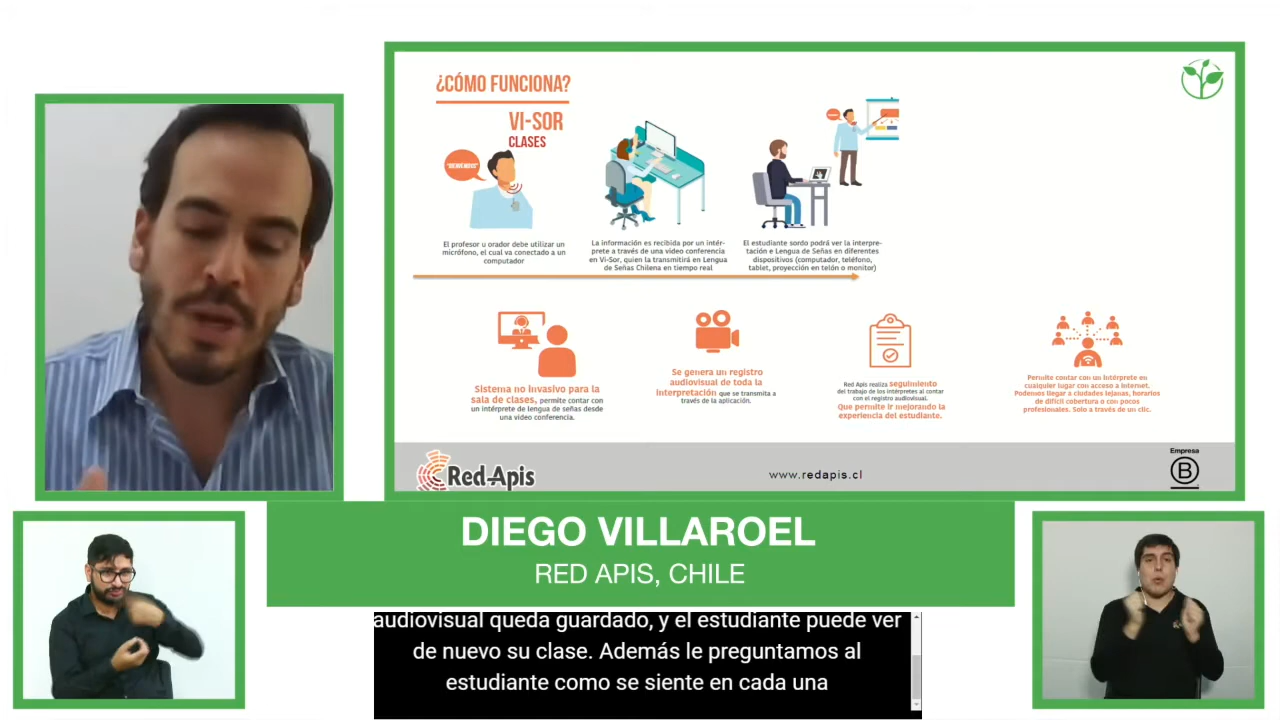 ¿CÓMO FUNCIONA?
VI-SOR
CLASES
"BIENVENIDOS"
El profesor u orador debe utilizar un
micrófono, el cual va conectado a un
computador
La información es recibida por un intér-
prete a través de una video conferencia
en Vi-Sor, quien la transmitirá en Lengua
de Señas Chilena en tiempo real
El estudiante sordo podrá ver la interpre-
tación e Lengua de Señas en diferentes
dispositivos (computador, teléfono,
tablet, proyección en telón o monitor)
Sistema no invasivo para la
sala de clases, permite contar con
un intérprete de lengua de señas desde
una video conferencia.
Se genera un registro
audiovisual de toda la
interpretación que se transmita a
través de la aplicación.
Red Apis realiza seguimiento
del trabajo de los intérpretes al contar
con el registro audiovisual.
Que permite ir mejorando la
experiencia del estudiante.
Permite contar con un intérprete en
cualquier lugar con acceso a internet.
Podemos llegar a ciudades lejanas, horarios
de difícil cobertura o con pocos
profesionales. Solo a través de un clic.
Red-Apis
www.redapis.cl
Empresa
B
DIEGO VILLAROEL
RED APIS, CHILE
audiovisual queda guardado, y el estudiante puede ver
de nuevo su clase. Además le preguntamos al
estudiante como se siente en cada una